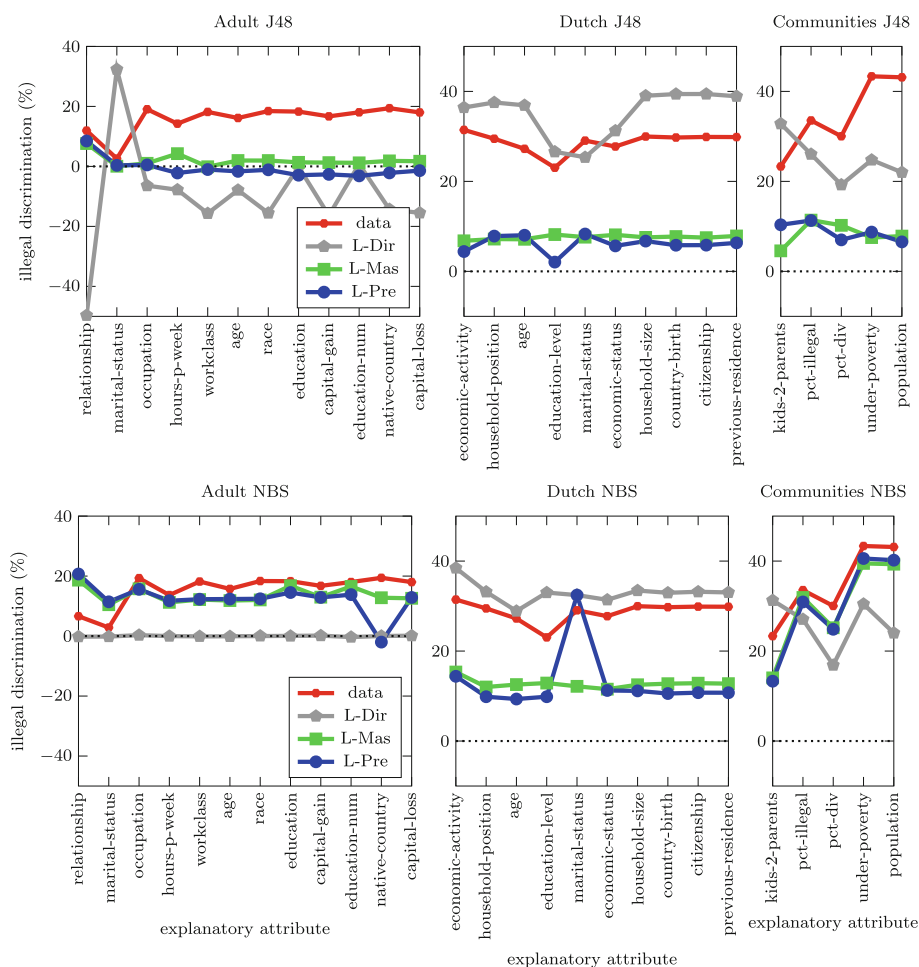 Adult J48
Dutch J48
Communities J48
illegal discrimination (%)
40
20
0
−20
−40
data
L-Dir
L-Mas
L-Pre
relationship
marital-status
occupation
hours-p-week
workclass
age
race
education
capital-gain
education-num
native-country
capital-loss
40
20
0
economic-activity
household-position
age
education-level
marital-status
economic-status
household-size
country-birth
citizenship
previous-residence
40
20
0
kids-2-parents
pct-illegal
pct-div
under-poverty
population
Adult NBS
Dutch NBS
Communities NBS
illegal discrimination (%)
40
20
0
−20
−40
data
L-Dir
L-Mas
L-Pre
relationship
marital-status
occupation
hours-p-week
workclass
age
race
education
capital-gain
education-num
native-country
capital-loss
explanatory attribute
40
20
0
economic-activity
household-position
age
education-level
marital-status
economic-status
household-size
country-birth
citizenship
previous-residence
explanatory attribute
40
20
0
kids-2-parents
pct-illegal
pct-div
under-poverty
population
explanatory attribute